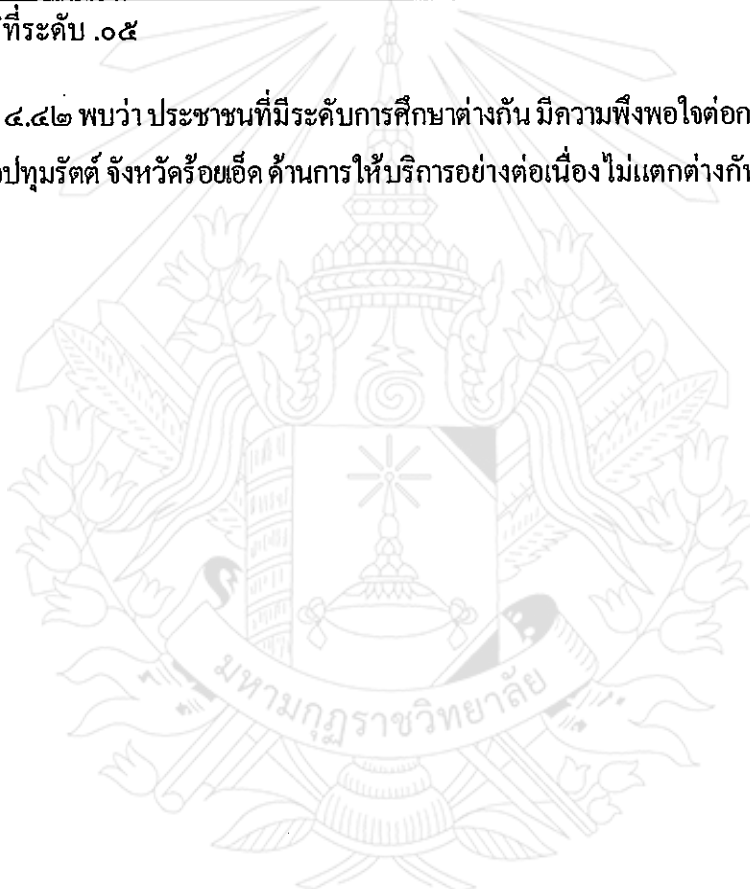 ที่ระดับ .๐๕
๔.๔๒ พบว่า ประชาชนที่มีระดับการศึกษาต่างกัน มีความพึงพอใจต่อก
ปทุมรัตต์ จังหวัดร้อยเอ็ด ด้านการให้บริการอย่างต่อเนื่อง ไม่แตกต่างกัน
มหามกุฏราชวิทยาลัย